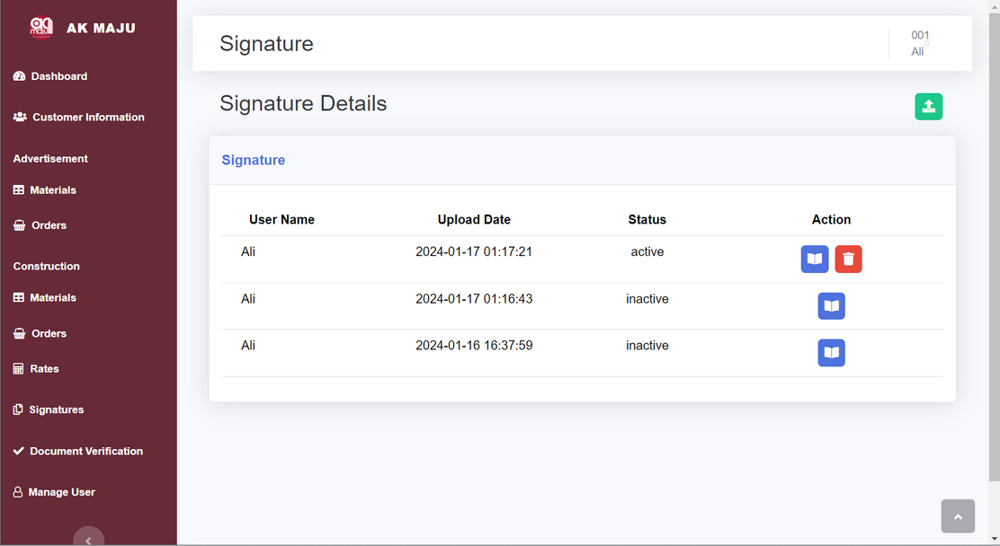 AK MAJU
Dashboard
Customer Information
Advertisement
Materials
Orders
Construction
Materials
Orders
Rates
Signatures
Document Verification
Manage User
Signature
001
Ali
Signature Details
Signature
User Name Upload Date Status Action
Ali 2024-01-17 01:17:21 active
Ali 2024-01-17 01:16:43 inactive
Ali 2024-01-16 16:37:59 inactive